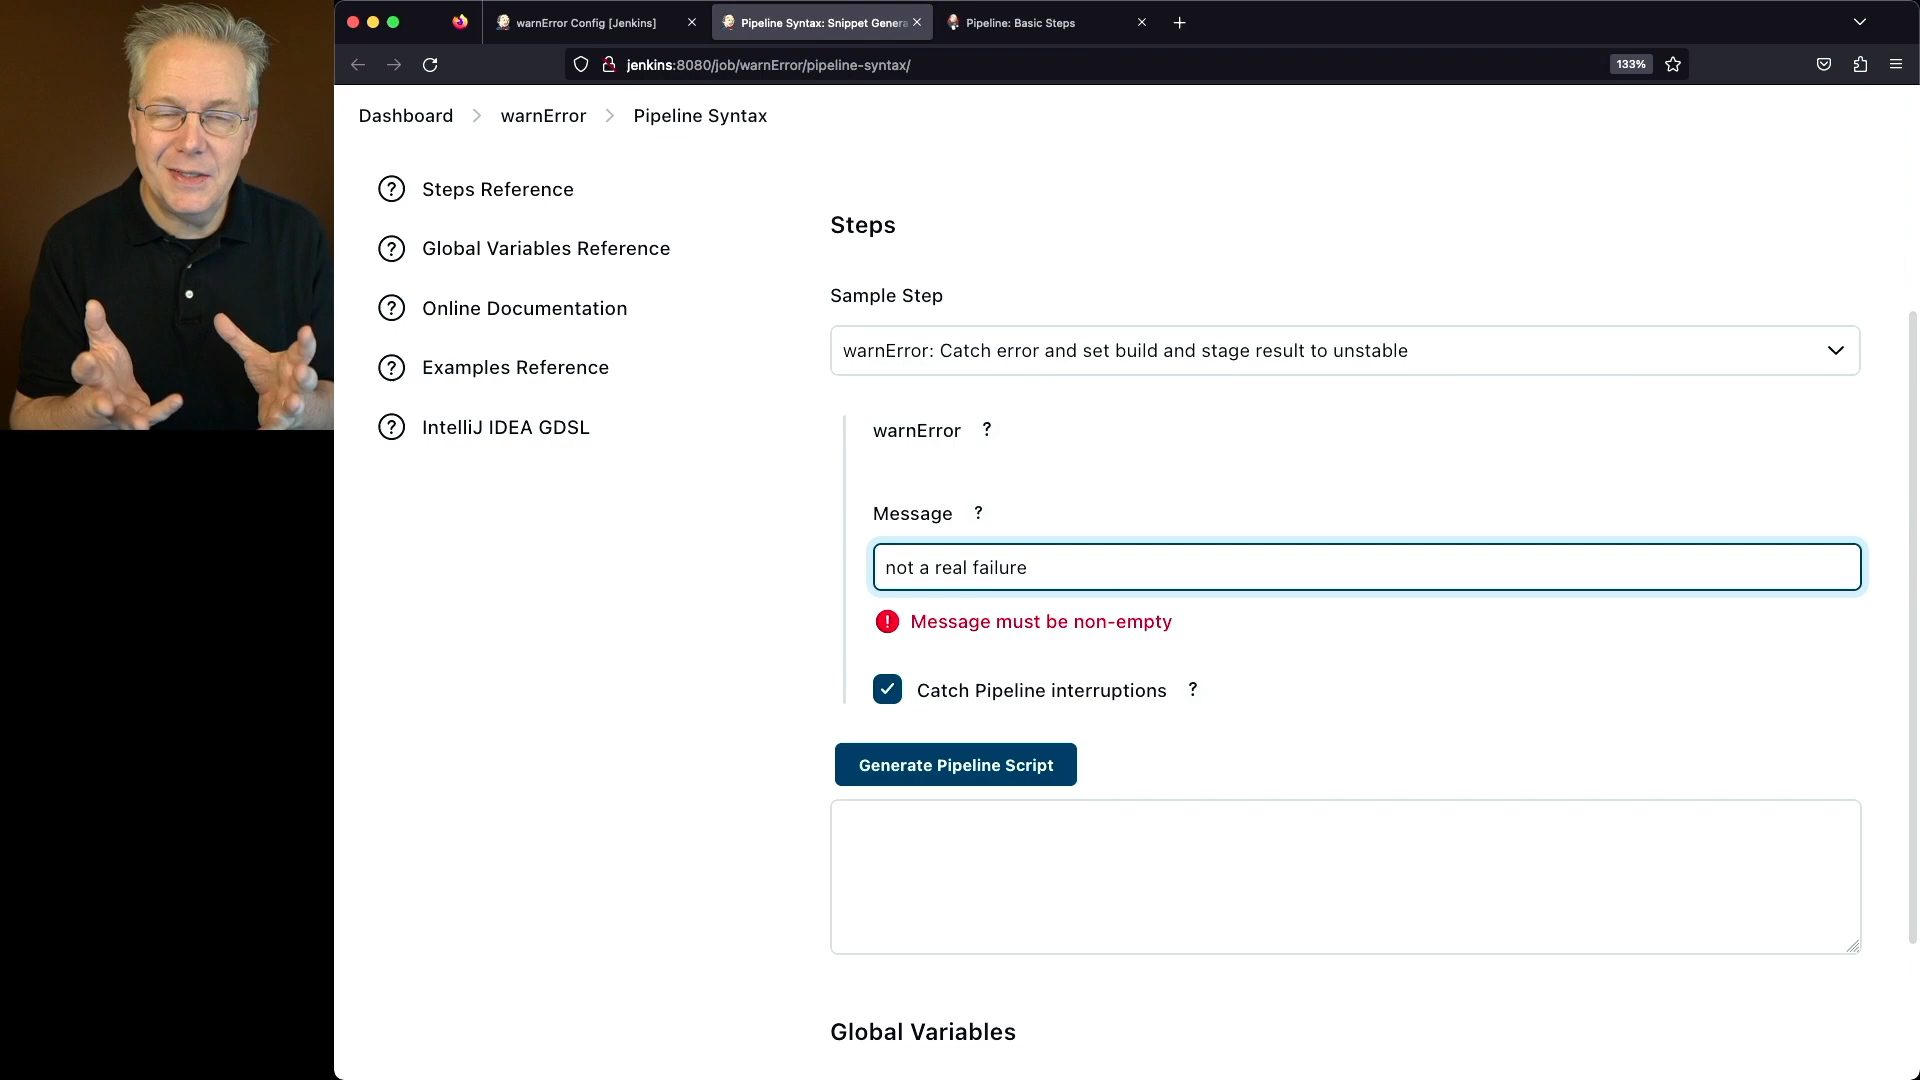 warnError Config [Jenkins]
Pipeline Syntax: Snippet Genera
Pipeline: Basic Steps
jenkins:8080/job/warnError/pipeline-syntax/
133%
Dashboard
warnError
Pipeline Syntax
? Steps Reference
? Global Variables Reference
? Online Documentation
? Examples Reference
? IntelliJ IDEA GDSL
Steps
Sample Step
warnError: Catch error and set build and stage result to unstable
warnError ?
Message ?
not a real failure
! Message must be non-empty
Catch Pipeline interruptions ?
Generate Pipeline Script
Global Variables